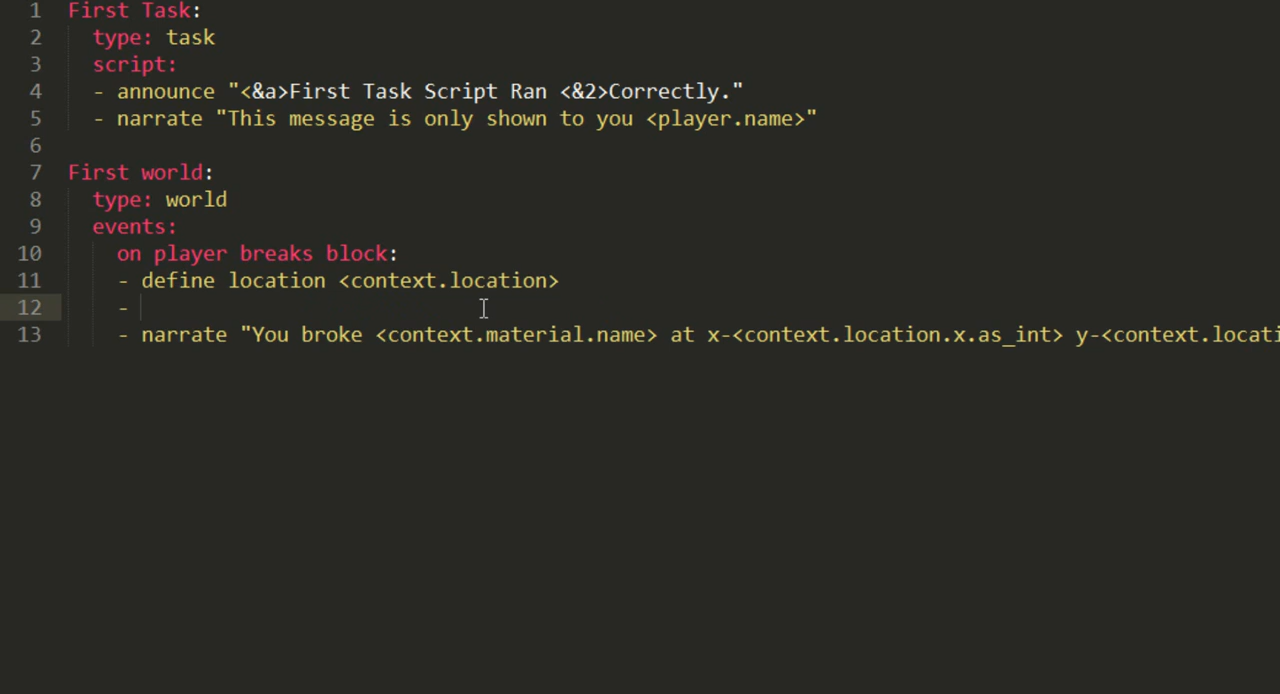 1 First Task:
2 type: task
3 script:
4 - announce "<&a>First Task Script Ran <&2>Correctly."
5 - narrate "This message is only shown to you <player.name>"
6
7 First world:
8 type: world
9 events:
10 on player breaks block:
11 - define location <context.location>
12 -
13 - narrate "You broke <context.material.name> at x-<context.location.x.as_int> y-<context.locati